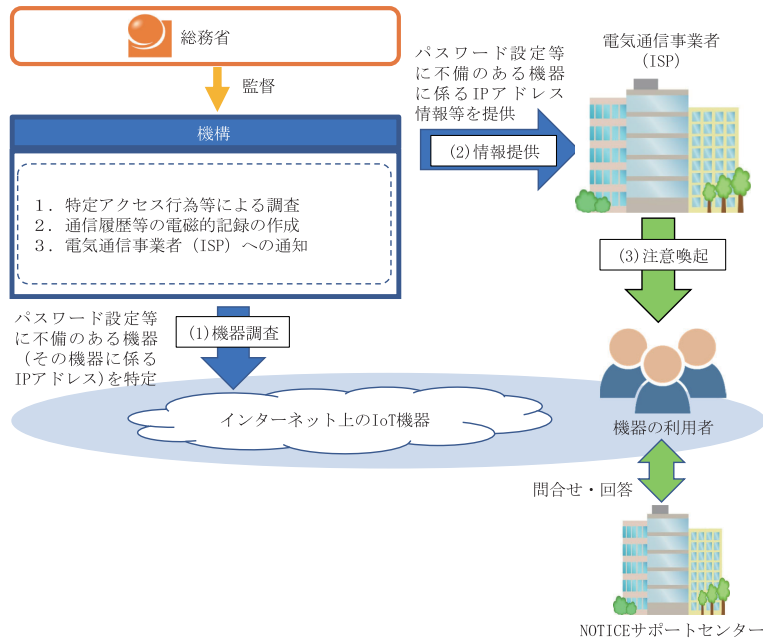 総務省
監督
機構
1．特定アクセス行為等による調査
2．通信履歴等の電磁的記録の作成
3．電気通信事業者（ISP）への通知
パスワード設定等
に不備のある機器
に係るIPアドレス
情報等を提供
(2)情報提供
電気通信事業者
（ISP）
(3)注意喚起
パスワード設定等
に不備のある機器
（その機器に係る
IPアドレス)を特定
(1)機器調査
インターネット上のIoT機器
機器の利用者
問合せ・回答
NOTICEサポートセンター